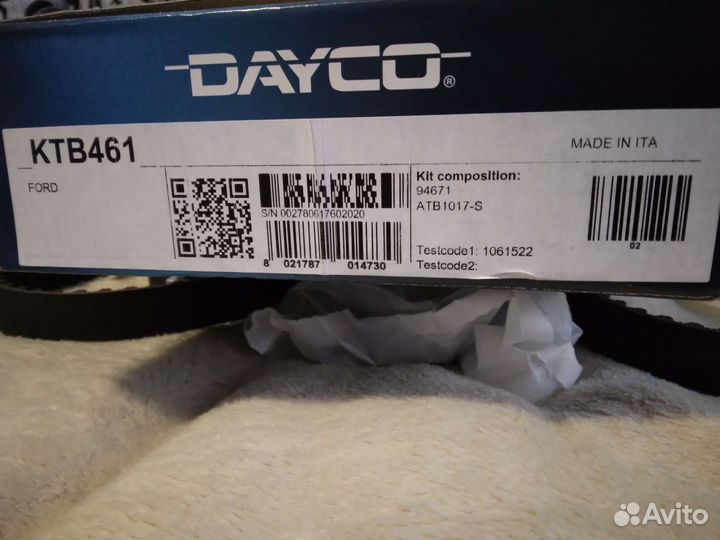 DAYCO®
KTB461
MADE IN ITA
FORD
S/N 002780617602020
8 021787 014730
Kit composition:
94671
ATB1017-S
Testcode1: 1061522
Testcode2:
02
Avito